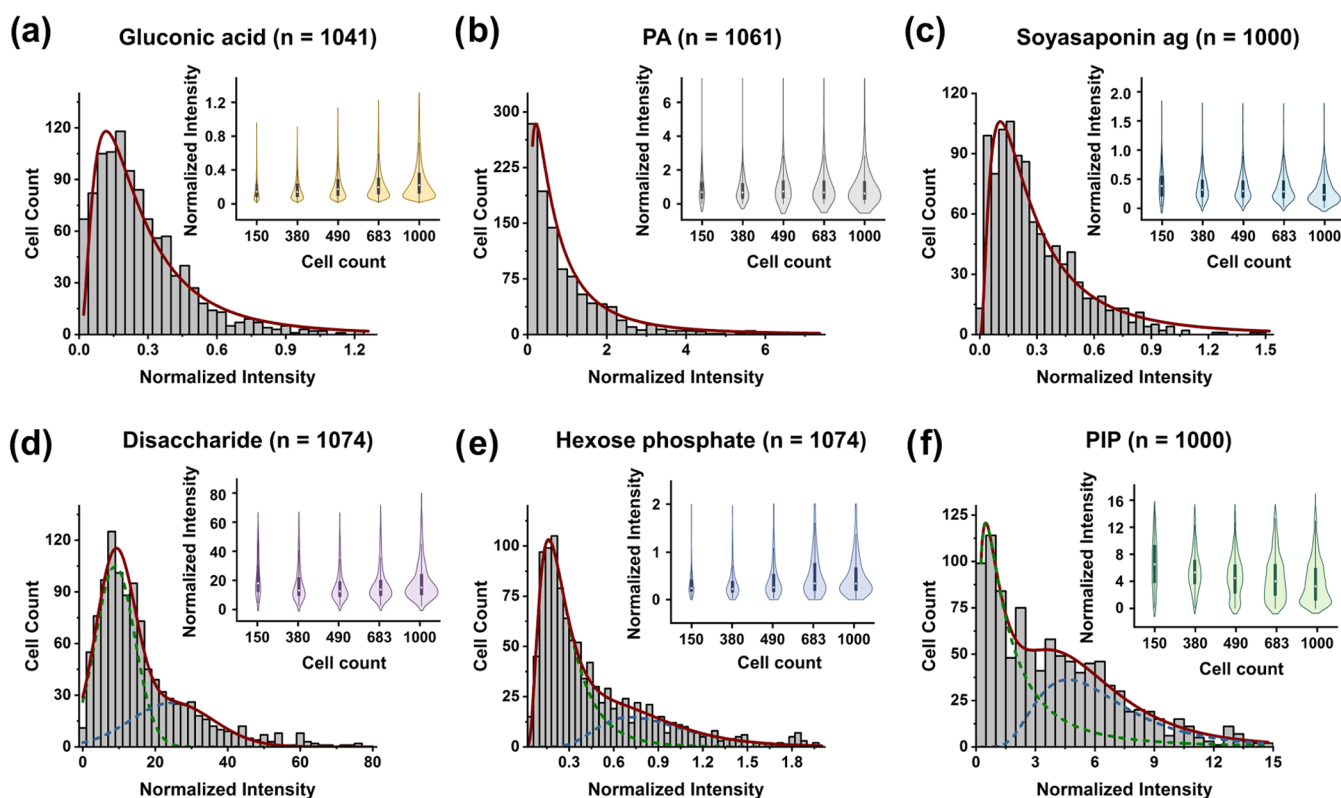 (a) Gluconic acid (n = 1041)
Cell Count
120
90
60
30
0
0.0 0.3 0.6 0.9 1.2
Normalized Intensity
Normalized Intensity
1.2
0.8
0.4
0
150 380 490 683 1000
Cell count
(b) PA (n = 1061)
Cell Count
300
225
150
75
0
0 2 4 6
Normalized Intensity
Normalized Intensity
6
4
2
0
150 380 490 683 1000
Cell count
(c) Soyasaponin ag (n = 1000)
Cell Count
120
90
60
30
0
0.0 0.3 0.6 0.9 1.2 1.5
Normalized Intensity
Normalized Intensity
2.0
1.5
1.0
0.5
0.0
150 380 490 683 1000
Cell count
(d) Disaccharide (n = 1074)
Cell Count
120
90
60
30
0
0 20 40 60 80
Normalized Intensity
Normalized Intensity
80
60
40
20
0
150 380 490 683 1000
Cell count
(e) Hexose phosphate (n = 1074)
Cell Count
100
75
50
25
0
0.3 0.6 0.9 1.2 1.5 1.8
Normalized Intensity
Normalized Intensity
2
1
0
150 380 490 683 1000
Cell count
(f) PIP (n = 1000)
Cell Count
125
100
75
50
25
0
0 3 6 9 12 15
Normalized Intensity
Normalized Intensity
16
12
8
4
0
150 380 490 683 1000
Cell count